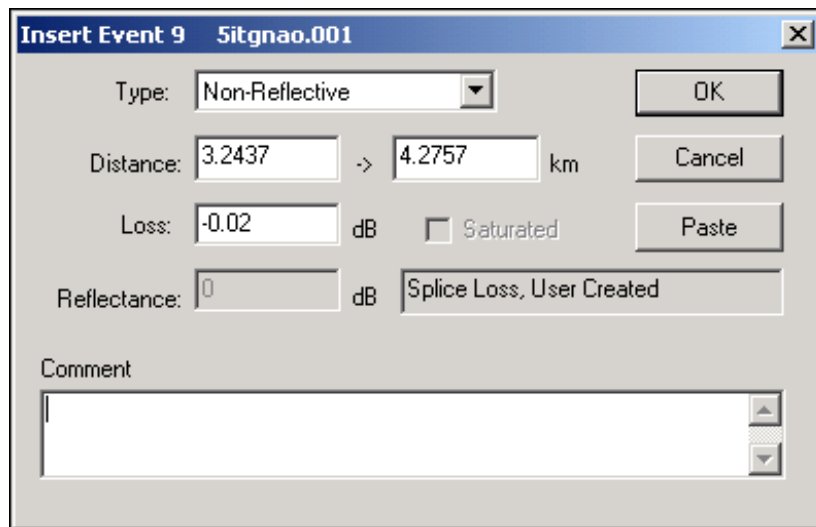 Insert Event 9 5itgnao.001
Type: Non-Reflective OK
Distance: 3.2437 -> 4.2757 km Cancel
Loss: -0.02 dB Saturated Paste
Reflectance: 0 dB Splice Loss, User Created
Comment